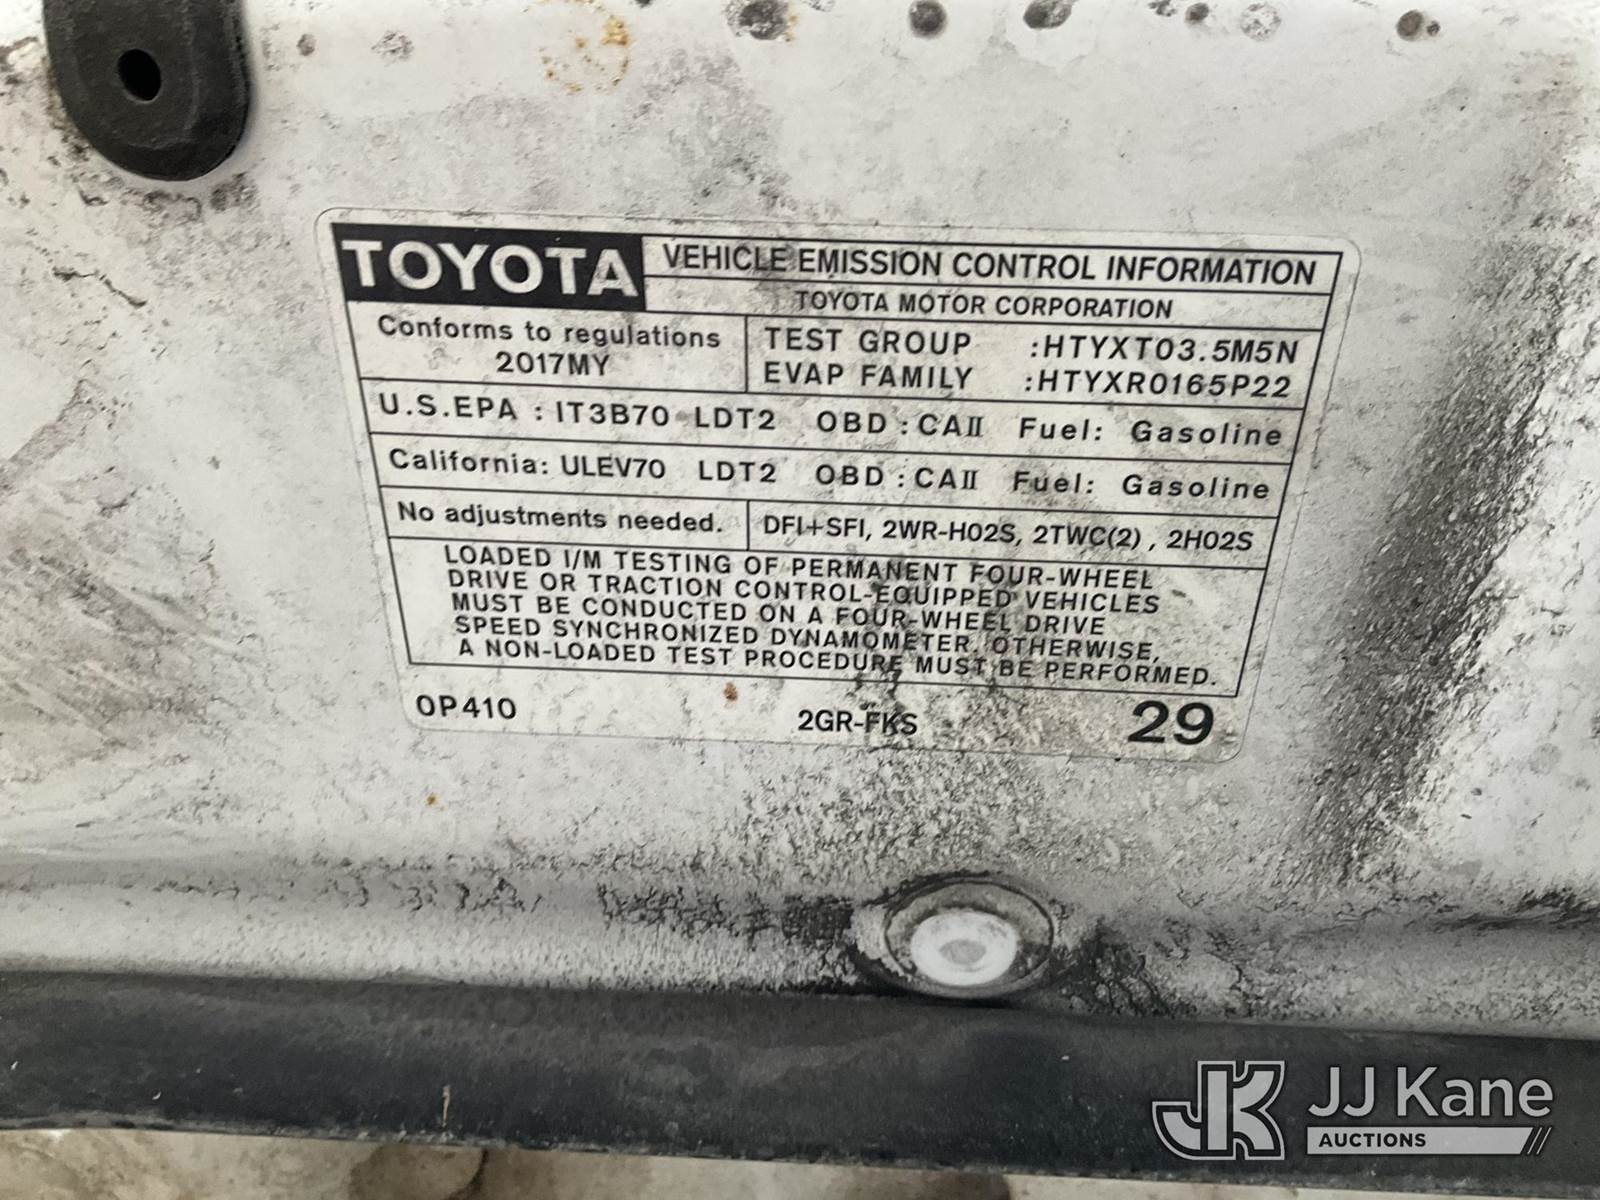 TOYOTA VEHICLE EMISSION CONTROL INFORMATION
TOYOTA MOTOR CORPORATION
Conforms to regulations
2017MY
TEST GROUP :HTYXT03.5M5N
EVAP FAMILY :HTYXR0165P22
U.S.EPA : IT3B70 LDT2 OBD : CAII Fuel: Gasoline
California: ULEV70 LDT2 OBD : CAII Fuel: Gasoline
No adjustments needed. DFI+SFI, 2WR-HO2S, 2TWC(2) , 2HO2S
LOADED I/M TESTING OF PERMANENT FOUR-WHEEL
DRIVE OR TRACTION CONTROL-EQUIPPED VEHICLES
MUST BE CONDUCTED ON A FOUR-WHEEL DRIVE
SPEED SYNCHRONIZED DYNAMOMETER. OTHERWISE,
A NON-LOADED TEST PROCEDURE MUST BE PERFORMED.
0P410 2GR-FKS 29
JK JJ Kane
AUCTIONS